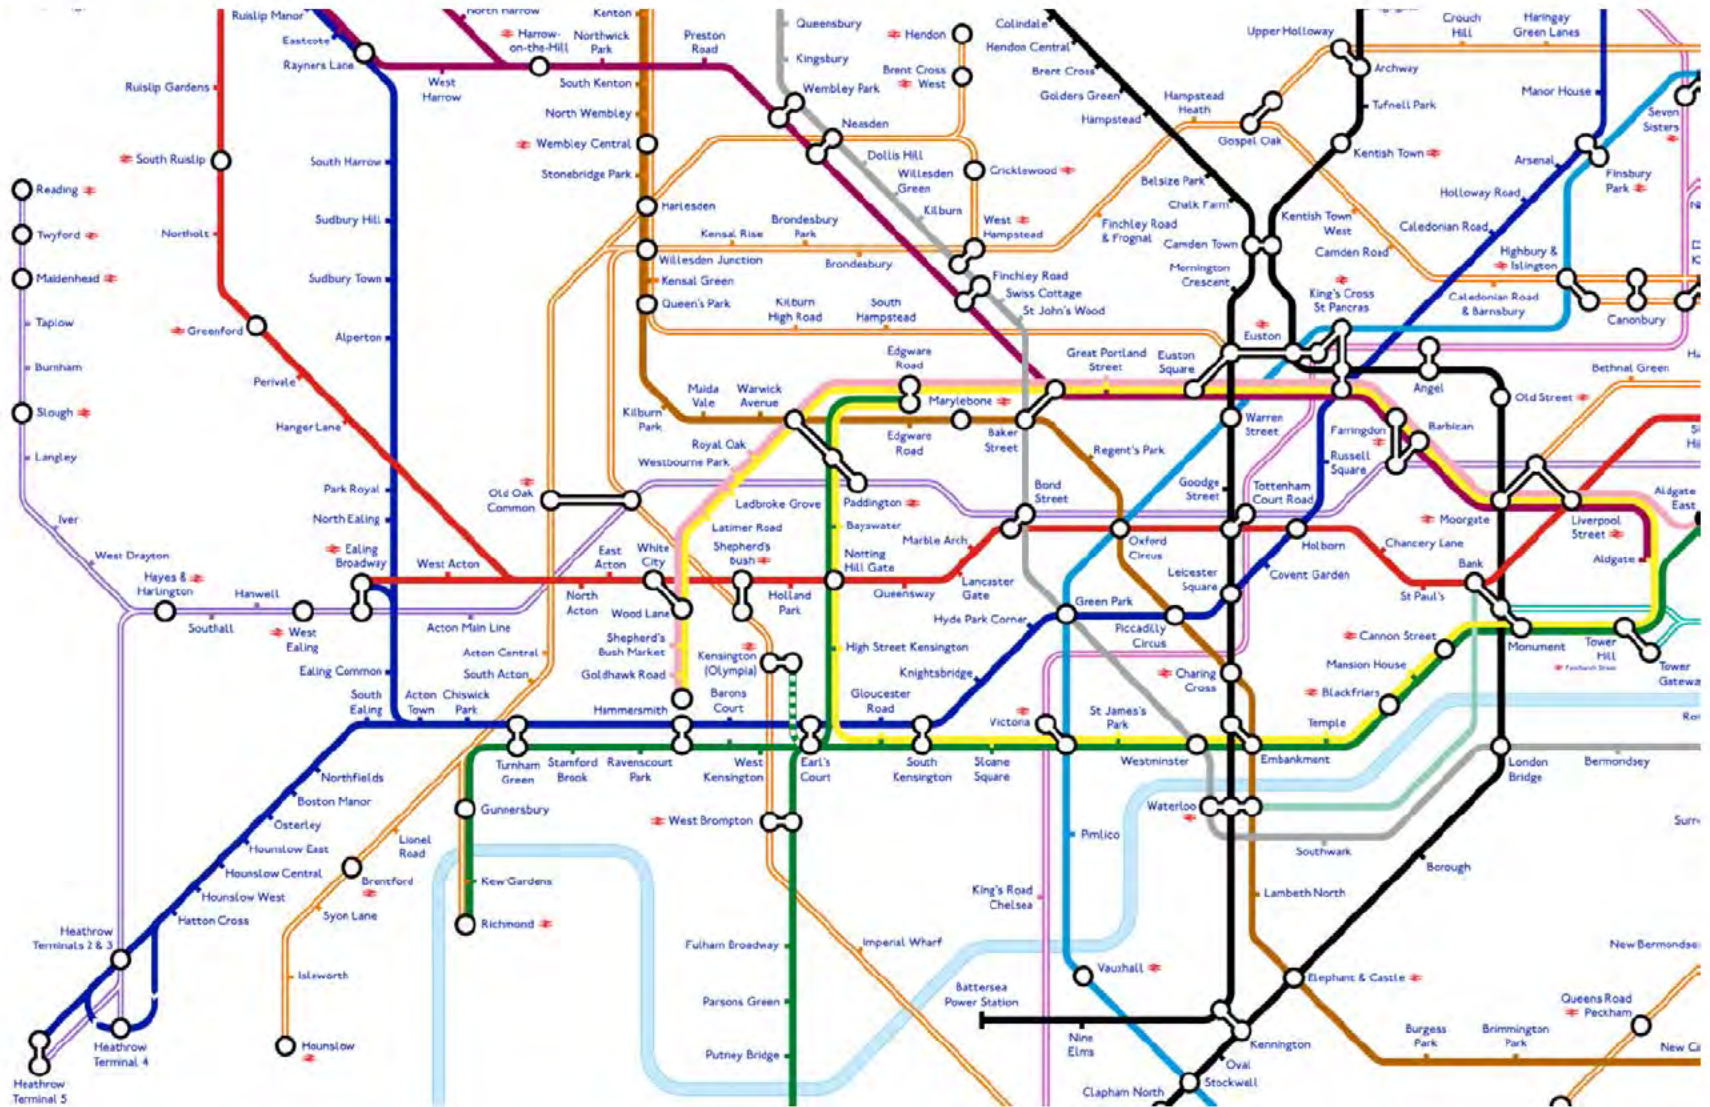 Ruislip Manor
Eastcote
Rayners Lane
North Harrow
Harrow-
on-the-Hill
Northwick
Park
Preston
Road
Kenton
South Kenton
North Wembley
Wembley Central
Stonebridge Park
Harlesden
Willesden Junction
Kensal Green
Queen's Park
West
Harrow
Queensbury
Kingsbury
Wembley Park
Neasden
Dollis Hill
Willesden
Green
Kilburn
Hendon
Brent Cross
West
Cricklewood
West
Hampstead
Colindale
Hendon Central
Brent Cross
Golders Green
Hampstead
Belsize Park
Chalk Farm
Camden Town
Mornington
Crescent
Hampstead
Heath
Gospel Oak
Upper Holloway
Archway
Tufnell Park
Kentish Town
Crouch
Hill
Haringay
Green Lanes
Manor House
Seven
Sisters
Arsenal
Finsbury
Park
Holloway Road
Caledonian Road
Highbury &
Islington
Kentish Town
West
Camden Road
Caledonian Road
& Barnsbury
Canonbury
Finchley Road
& Frognal
Finchley Road
Swiss Cottage
St John's Wood
Kensal Rise
Brondesbury
Park
Brondesbury
Kilburn
High Road
South
Hampstead
Ruislip Gardens
South Ruislip
Northolt
Greenford
Perivale
Hanger Lane
South Harrow
Sudbury Hill
Sudbury Town
Alperton
Park Royal
North Ealing
Ealing
Broadway
Reading
Twyford
Maidenhead
Taplow
Burnham
Slough
Langley
Iver
West Drayton
Hayes &
Harlington
Southall
Hanwell
West
Ealing
Acton Main Line
West Acton
North
Acton
East
Acton
White
City
Wood Lane
Shepherd's
Bush
Holland
Park
Notting
Hill Gate
Queensway
Lancaster
Gate
Marble Arch
Bond
Street
Oxford
Circus
Tottenham
Court Road
Holborn
Chancery Lane
St Paul's
Bank
Old Oak
Common
Kilburn
Park
Maida
Vale
Warwick
Avenue
Royal Oak
Westbourne Park
Ladbroke Grove
Latimer Road
Paddington
Bayswater
Edgware
Road
Marylebone
Edgware
Road
Baker
Street
Great Portland
Street
Euston
Square
Euston
King's Cross
St Pancras
Angel
Old Street
Bethnal Green
Warren
Street
Regent's Park
Goodge
Street
Russell
Square
Farringdon
Barbican
Moorgate
Liverpool
Street
Aldgate
East
Aldgate
Leicester
Square
Covent Garden
Green Park
Hyde Park Corner
Piccadilly
Circus
Knightsbridge
Charing
Cross
Cannon Street
Mansion House
Blackfriars
Temple
Monument
Tower
Hill
Fenchurch Street
Tower
Gatewa
Shepherd's
Bush Market
Goldhawk Road
Hammersmith
Kensington
(Olympia)
High Street Kensington
Acton Central
South Acton
Ealing Common
South
Ealing
Acton
Town
Chiswick
Park
Turnham
Green
Stamford
Brook
Ravenscourt
Park
Barons
Court
West
Kensington
Earl's
Court
Gloucester
Road
South
Kensington
Sloane
Square
Victoria
St James's
Park
Westminster
Embankment
Waterloo
Southwark
London
Bridge
Bermondsey
Borough
Lambeth North
Elephant & Castle
Pimlico
Vauxhall
King's Road
Chelsea
Battersea
Power Station
Nine
Elms
Kennington
Oval
Stockwell
Clapham North
Burgess
Park
Brimmington
Park
Queens Road
Peckham
New Bermondse
New C
Surr
Northfields
Boston Manor
Osterley
Hounslow East
Hounslow Central
Hounslow West
Hatton Cross
Heathrow
Terminals 2 & 3
Heathrow
Terminal 4
Heathrow
Terminal 5
Gunnersbury
Lionel
Road
Brentford
Syon Lane
Isleworth
Hounslow
Kew Gardens
Richmond
West Brompton
Fulham Broadway
Parsons Green
Putney Bridge
Imperial Wharf